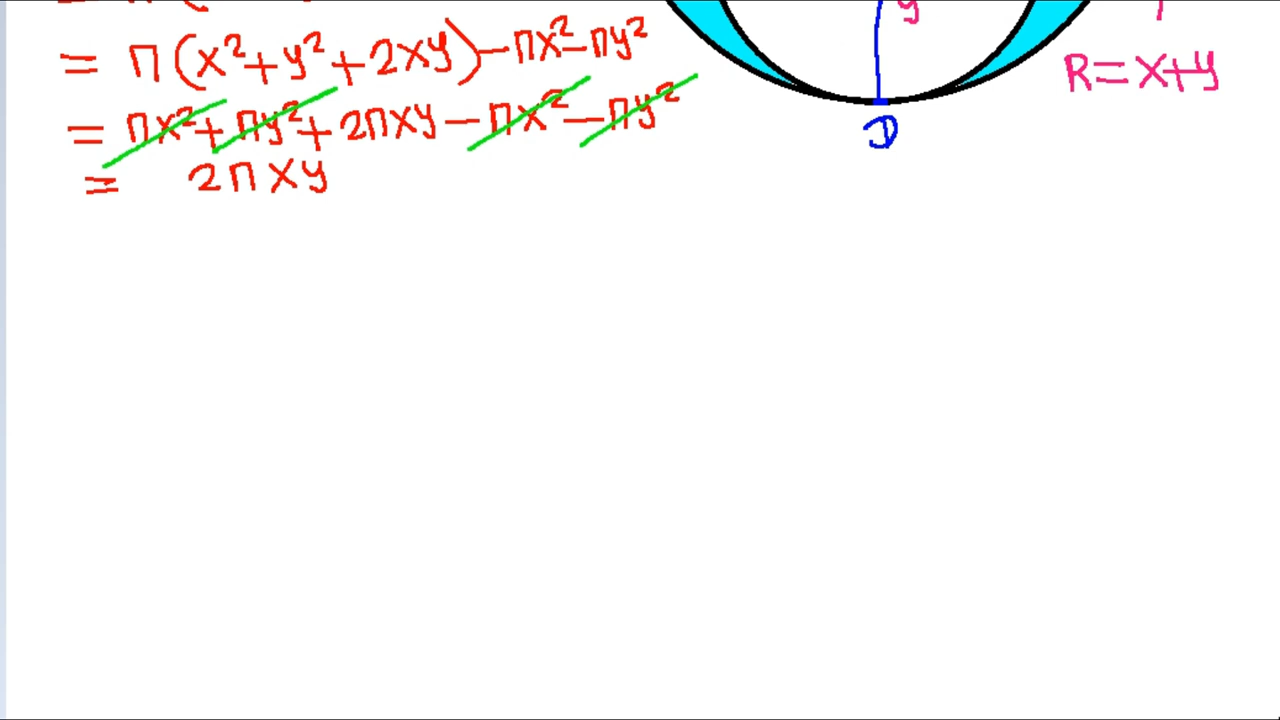 y
= π(x²+y²+2xy)-πx²-πy²
R=x+y
= πx²+πy²+2πxy-πx²-πy²
D
= 2πxy